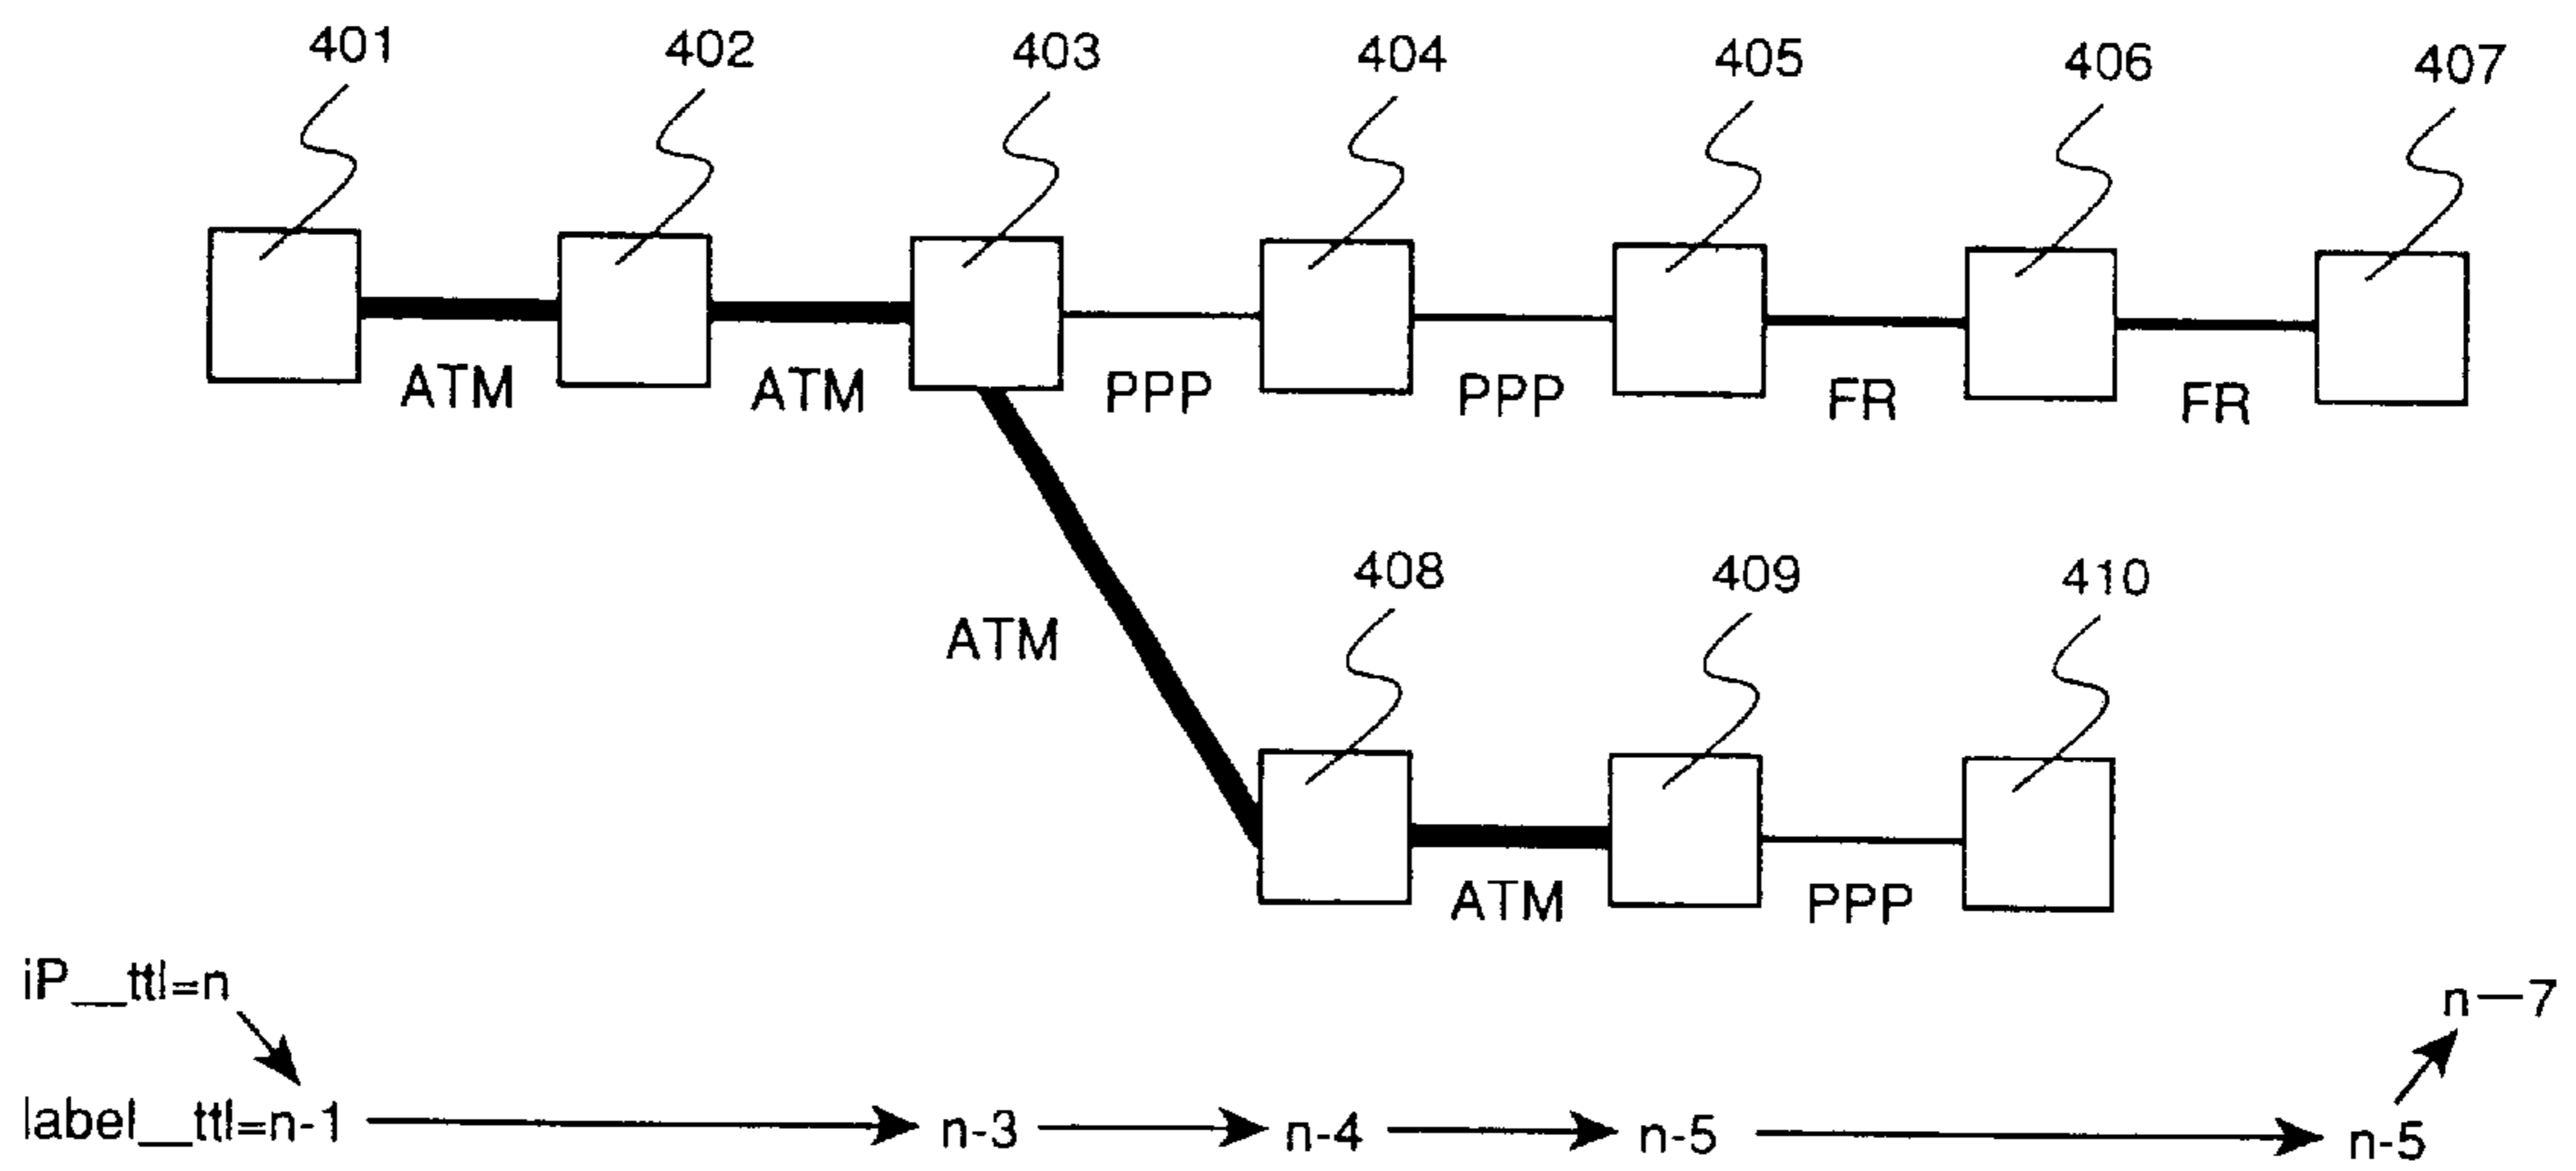 401 402 403 404 405 406 407
ATM ATM PPP PPP FR FR
ATM
408 409 410
ATM PPP
iP__ttl=n
n—7
label__ttl=n-1 n-3 n-4 n-5 n-5